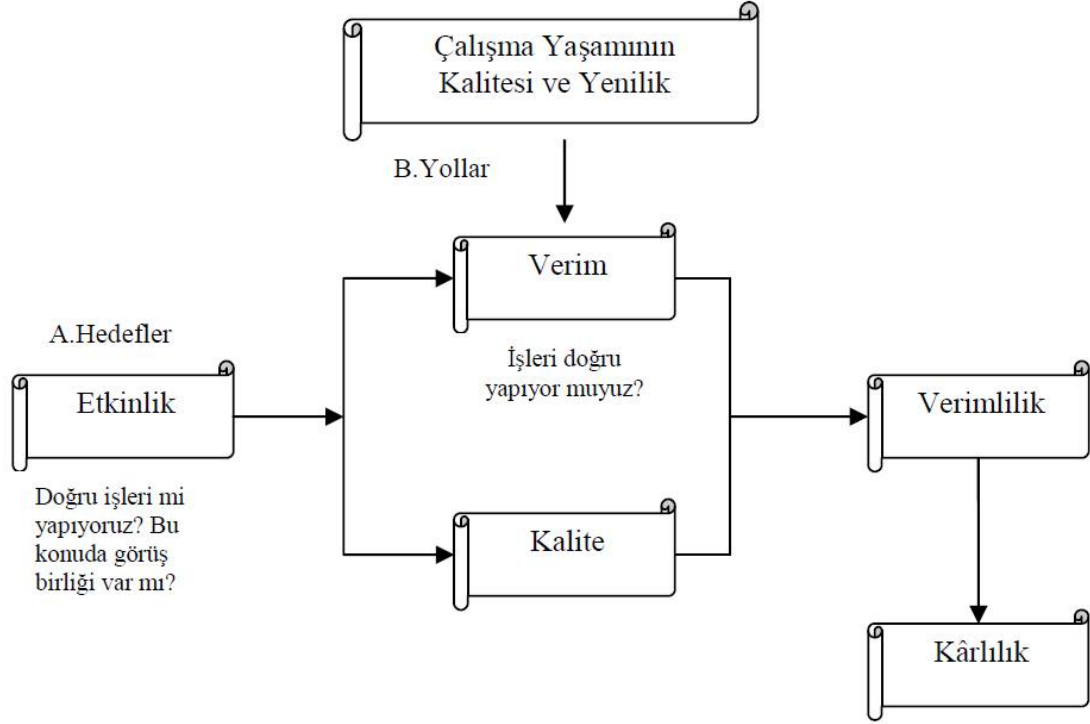 Çalışma Yaşamının
Kalitesi ve Yenilik
B.Yollar
Verim
İşleri doğru
yapıyor muyuz?
A.Hedefler
Etkinlik
Doğru işleri mi
yapıyoruz? Bu
konuda görüş
birliği var mı?
Kalite
Verimlilik
Kârlılık